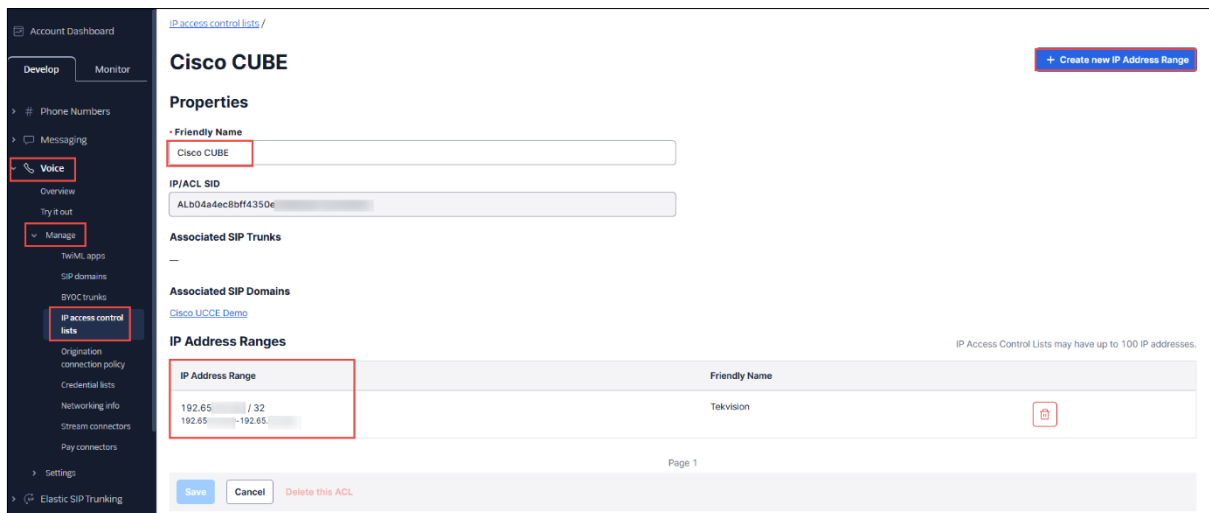 Account Dashboard
Develop Monitor
# Phone Numbers
Messaging
Voice
Overview
Try it out
Manage
TwiML apps
SIP domains
BYOC trunks
IP access control
lists
Origination
connection policy
Credential lists
Networking info
Stream connectors
Pay connectors
Settings
Elastic SIP Trunking
IP access control lists /
Cisco CUBE
+ Create new IP Address Range
Properties
Friendly Name
Cisco CUBE
IP/ACL SID
ALb04a4ec8bff4350e
Associated SIP Trunks
—
Associated SIP Domains
Cisco UCCE Demo
IP Address Ranges
IP Access Control Lists may have up to 100 IP addresses.
IP Address Range Friendly Name
192.65 / 32 Tekvision
192.65 -192.65.
Page 1
Save Cancel Delete this ACL